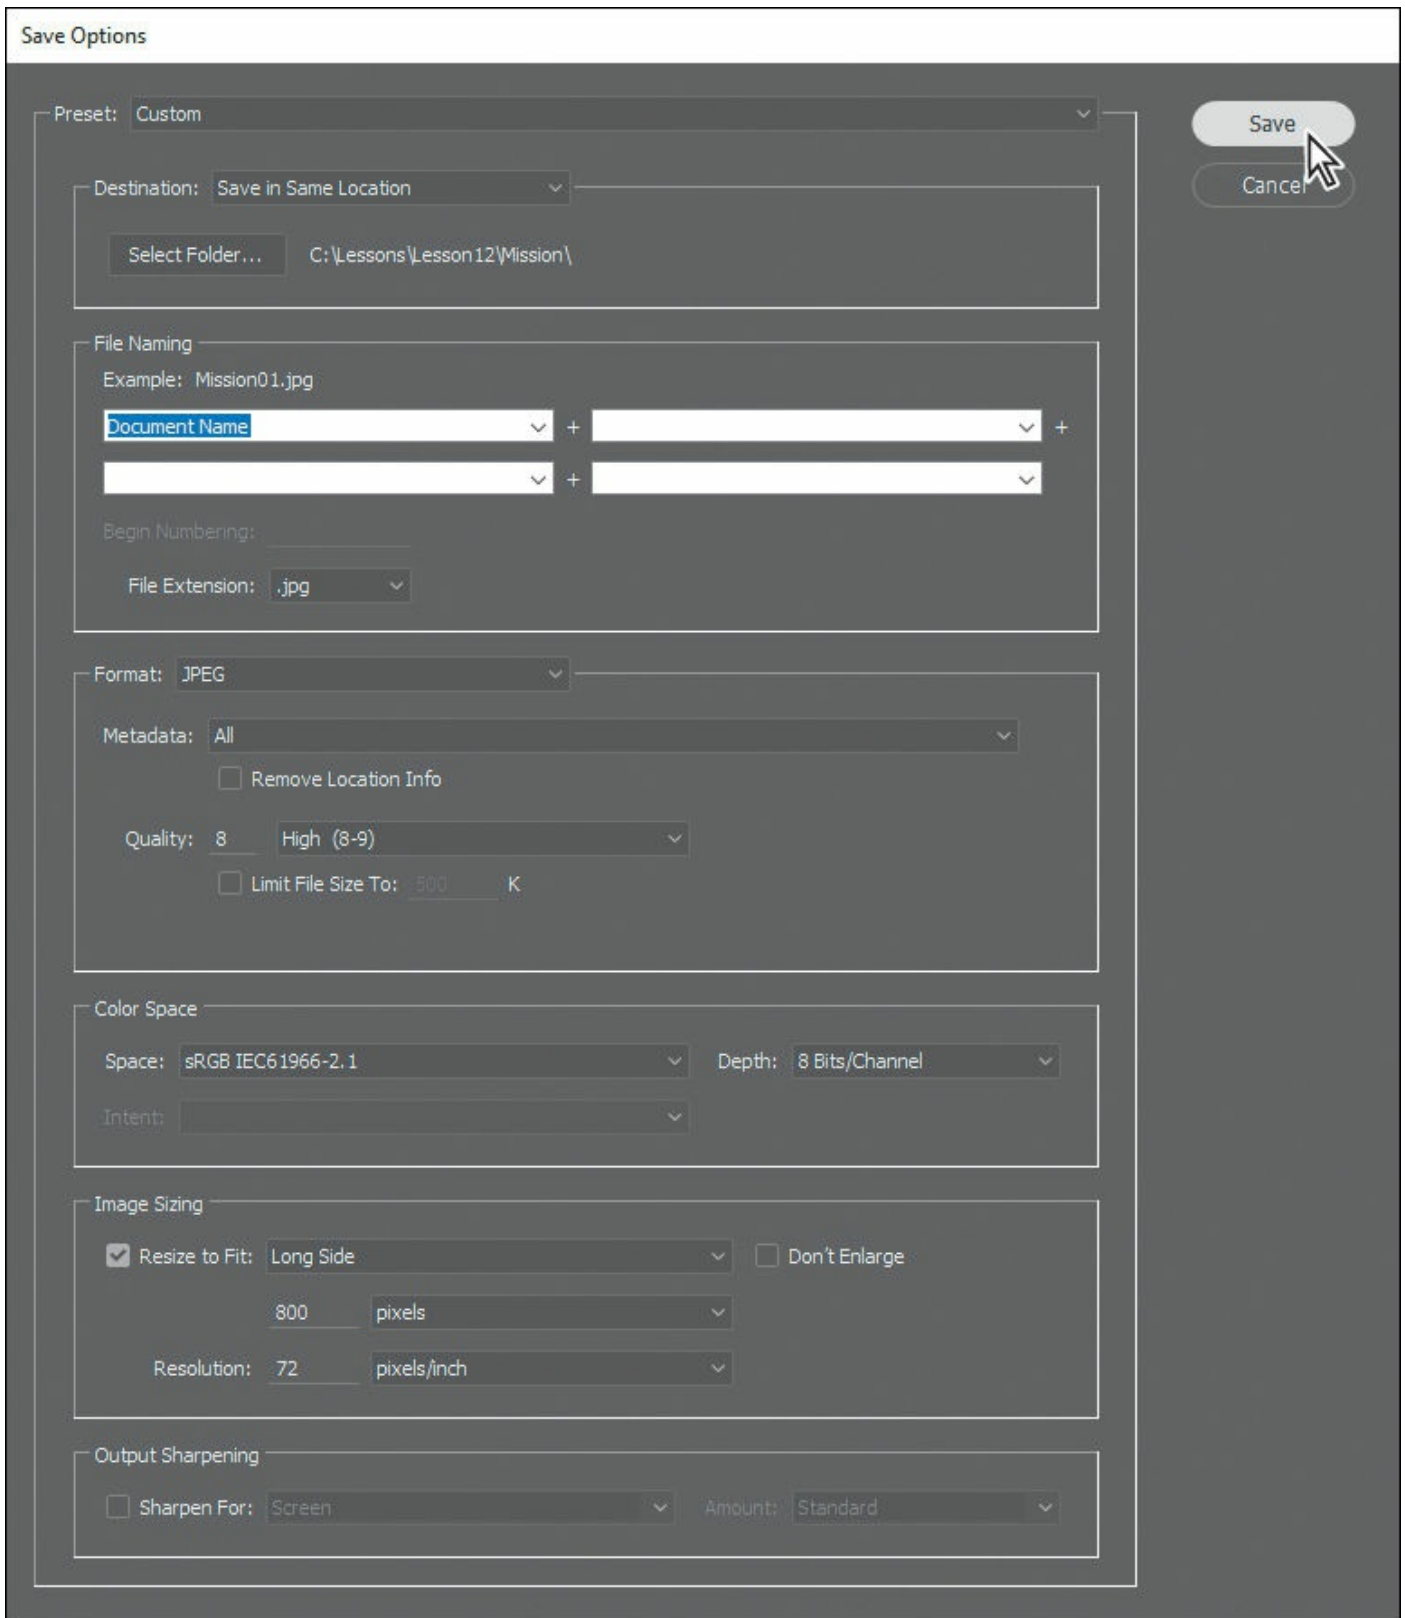 Save Options
Preset: Custom
Save
Destination: Save in Same Location
Cancel
Select Folder... C:\Lessons\Lesson12\Mission\
File Naming
Example: Mission01.jpg
Document Name + +
+
Begin Numbering:
File Extension: .jpg
Format: JPEG
Metadata: All
Remove Location Info
Quality: 8 High (8-9)
Limit File Size To: 500 K
Color Space
Space: sRGB IEC61966-2.1 Depth: 8 Bits/Channel
Intent:
Image Sizing
Resize to Fit: Long Side Don't Enlarge
800 pixels
Resolution: 72 pixels/inch
Output Sharpening
Sharpen For: Screen Amount: Standard